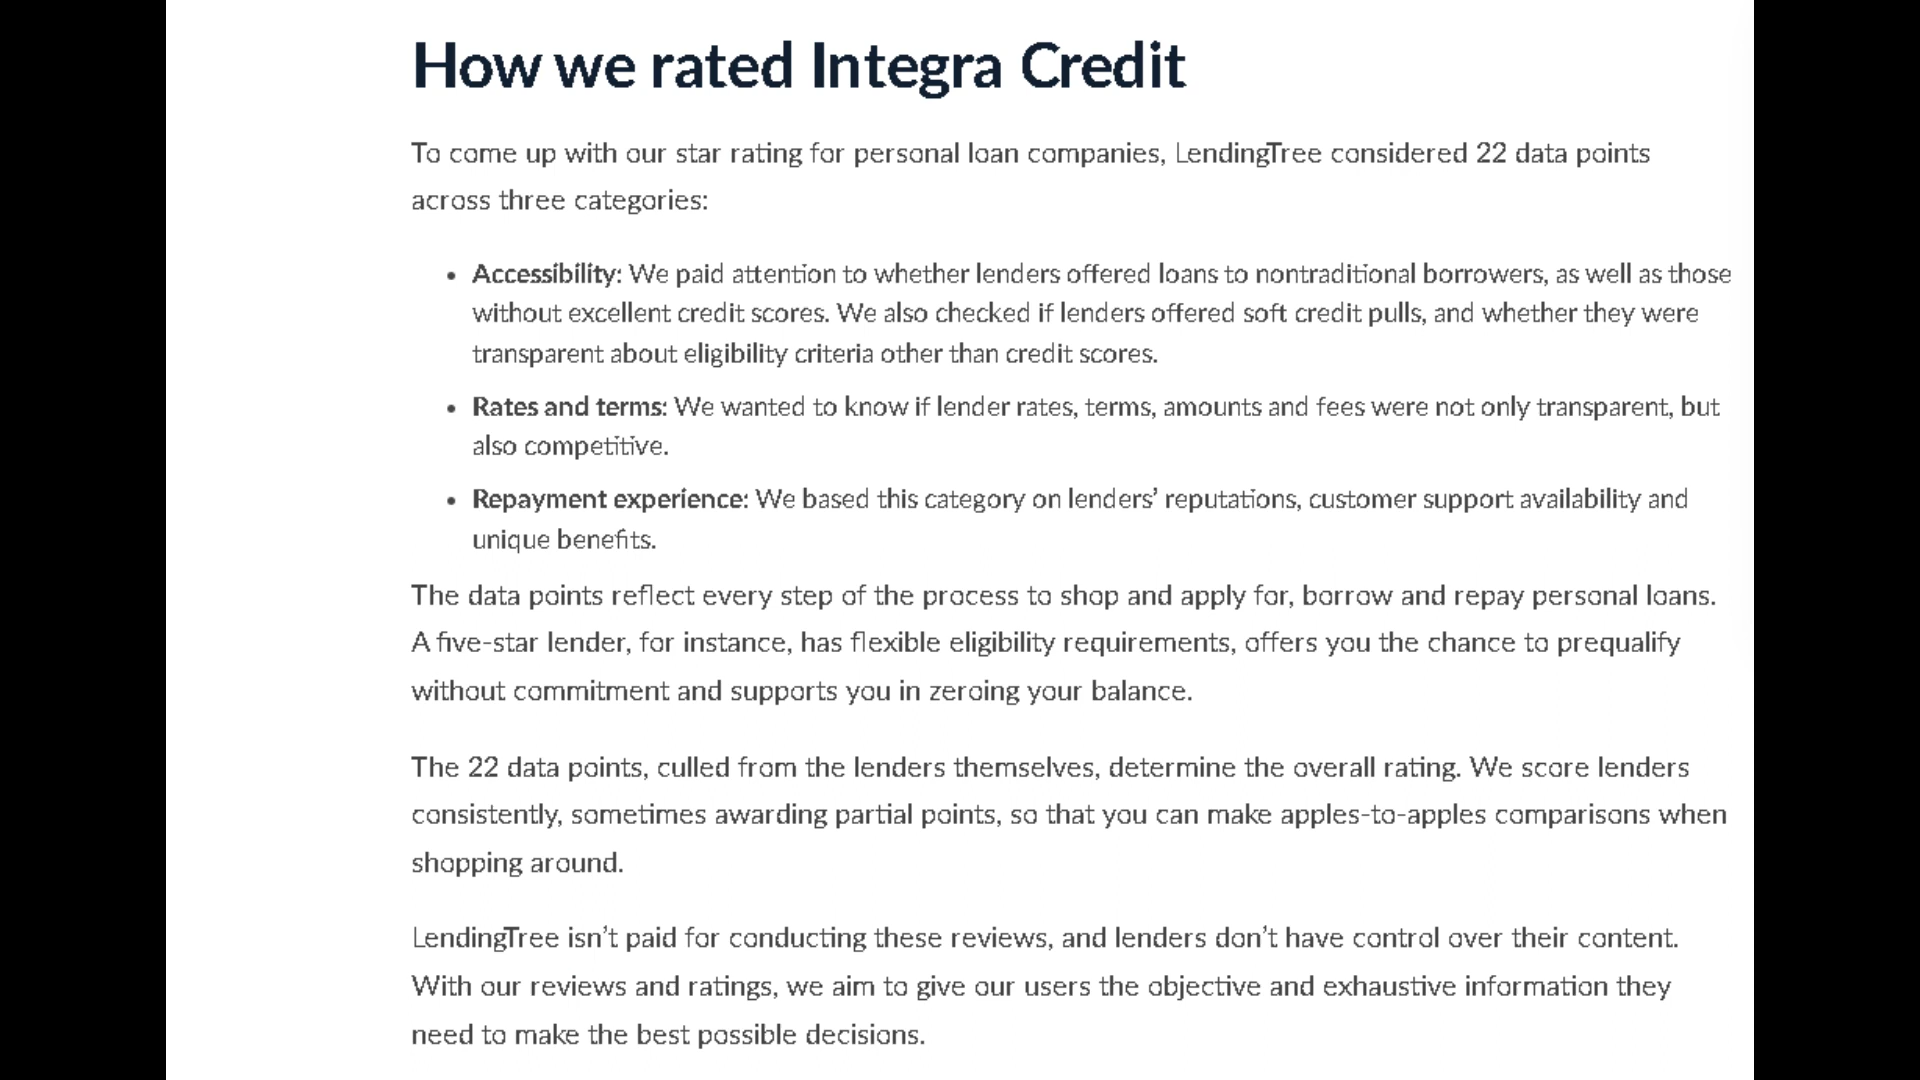 How we rated Integra Credit
To come up with our star rating for personal loan companies, LendingTree considered 22 data points
across three categories:
• Accessibility: We paid attention to whether lenders offered loans to nontraditional borrowers, as well as those
without excellent credit scores. We also checked if lenders offered soft credit pulls, and whether they were
transparent about eligibility criteria other than credit scores.
• Rates and terms: We wanted to know if lender rates, terms, amounts and fees were not only transparent, but
also competitive.
• Repayment experience: We based this category on lenders’ reputations, customer support availability and
unique benefits.
The data points reflect every step of the process to shop and apply for, borrow and repay personal loans.
A five-star lender, for instance, has flexible eligibility requirements, offers you the chance to prequalify
without commitment and supports you in zeroing your balance.
The 22 data points, culled from the lenders themselves, determine the overall rating. We score lenders
consistently, sometimes awarding partial points, so that you can make apples-to-apples comparisons when
shopping around.
LendingTree isn’t paid for conducting these reviews, and lenders don’t have control over their content.
With our reviews and ratings, we aim to give our users the objective and exhaustive information they
need to make the best possible decisions.